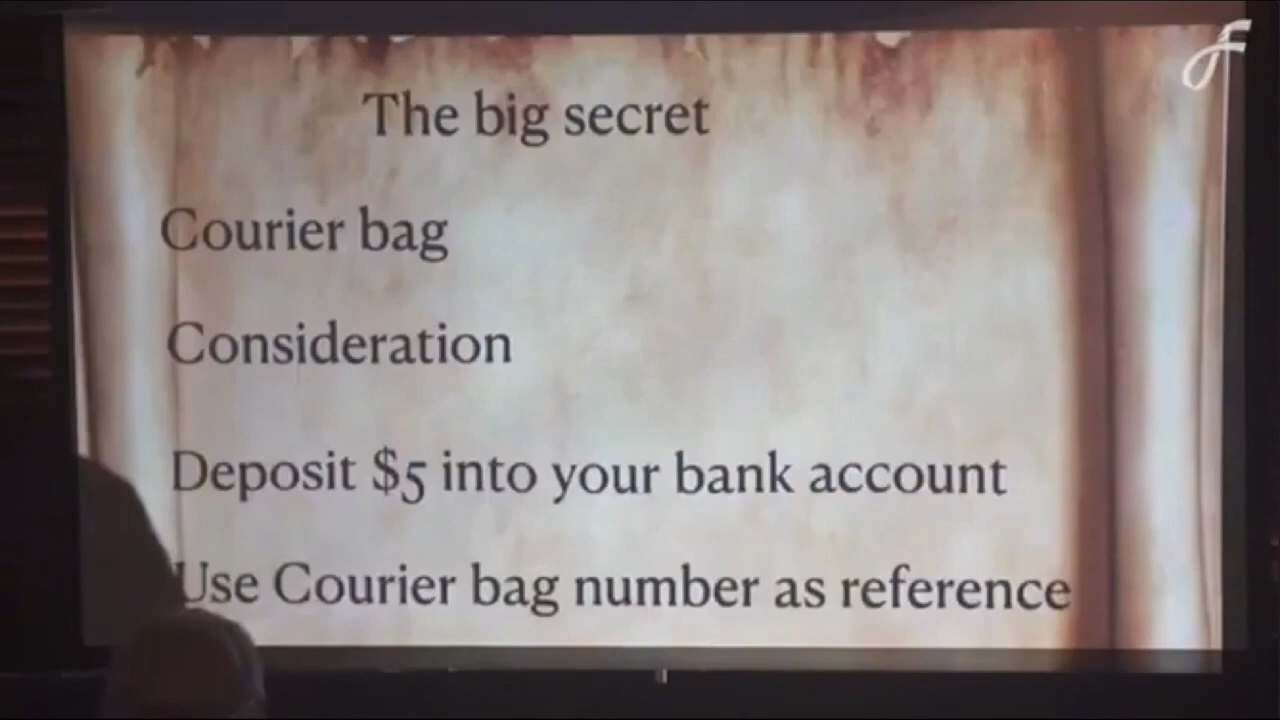 The big secret
Courier bag
Consideration
Deposit $5 into your bank account
Use Courier bag number as reference